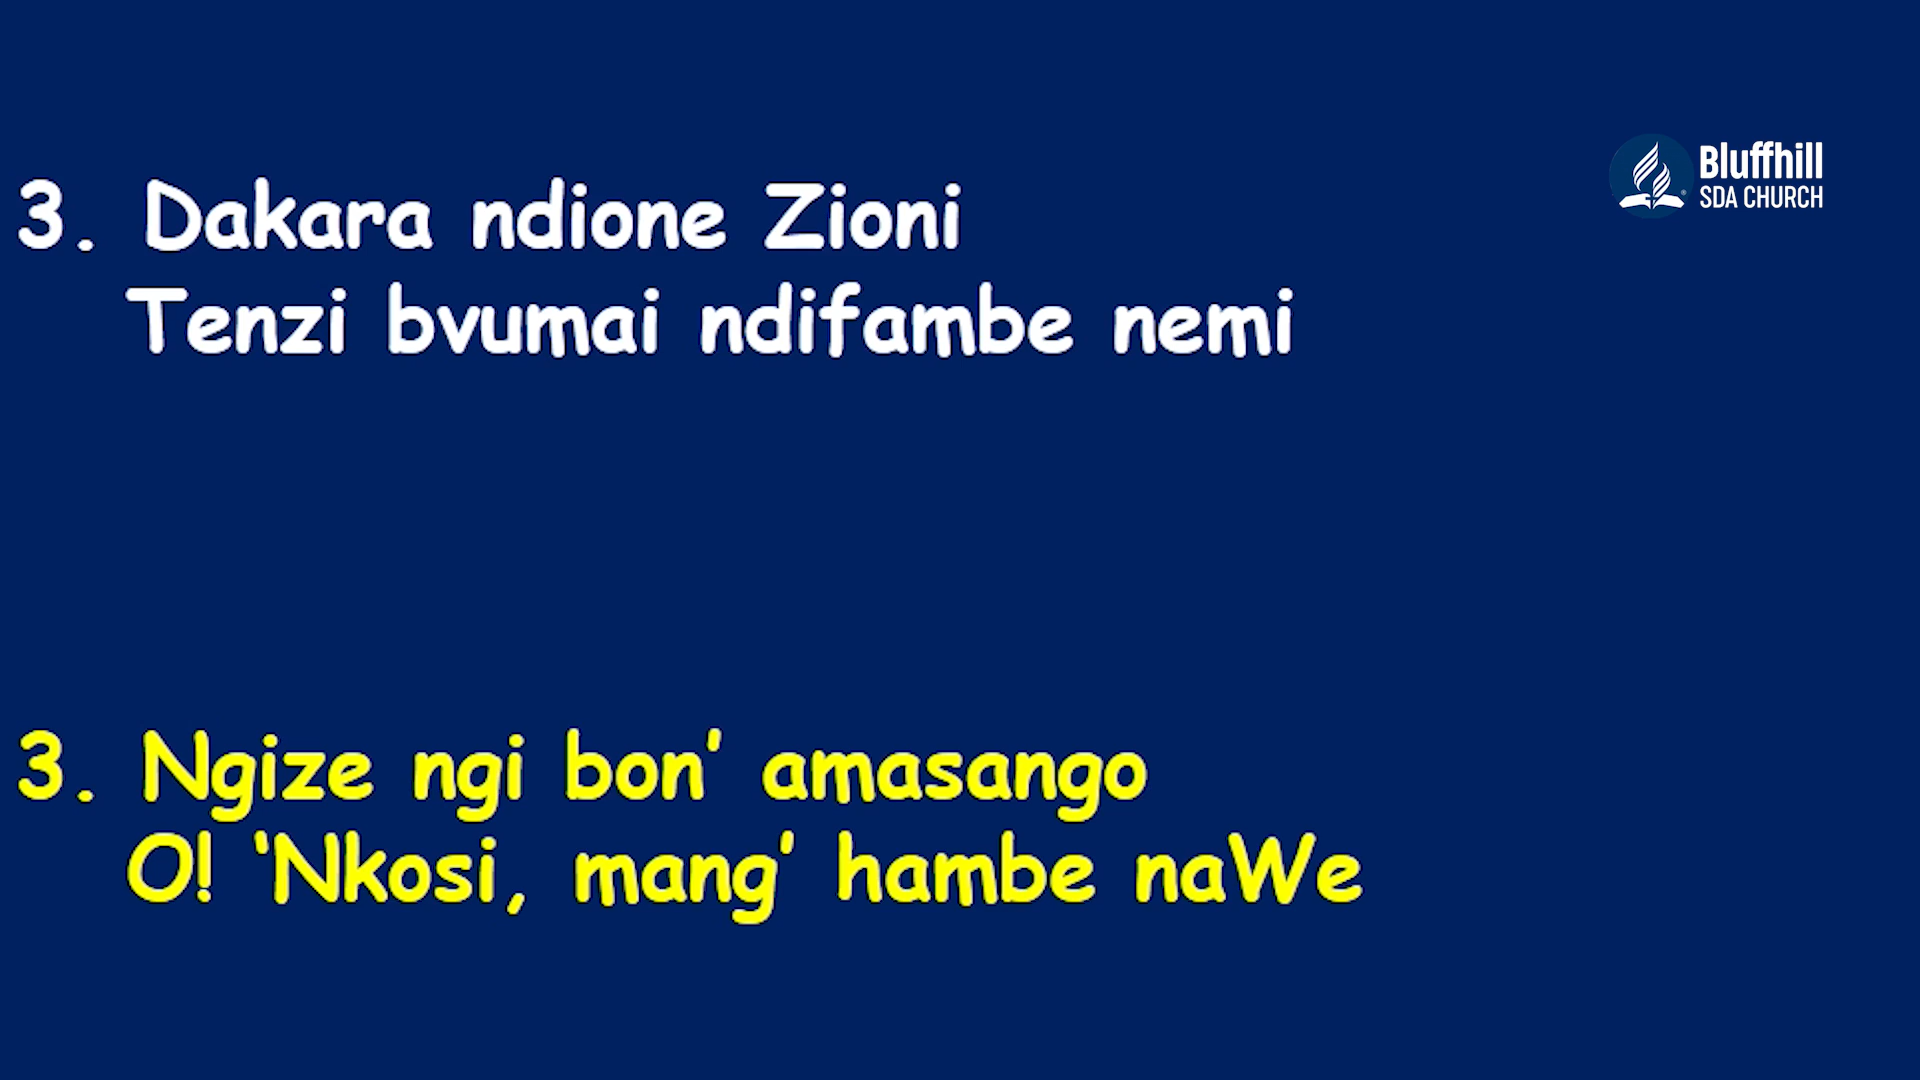 Bluffhill
SDA CHURCH
3. Dakara ndione Zioni
Tenzi bvumai ndifambe nemi
3. Ngize ngi bon’ amasango
O! ‘Nkosi, mang’ hambe naWe